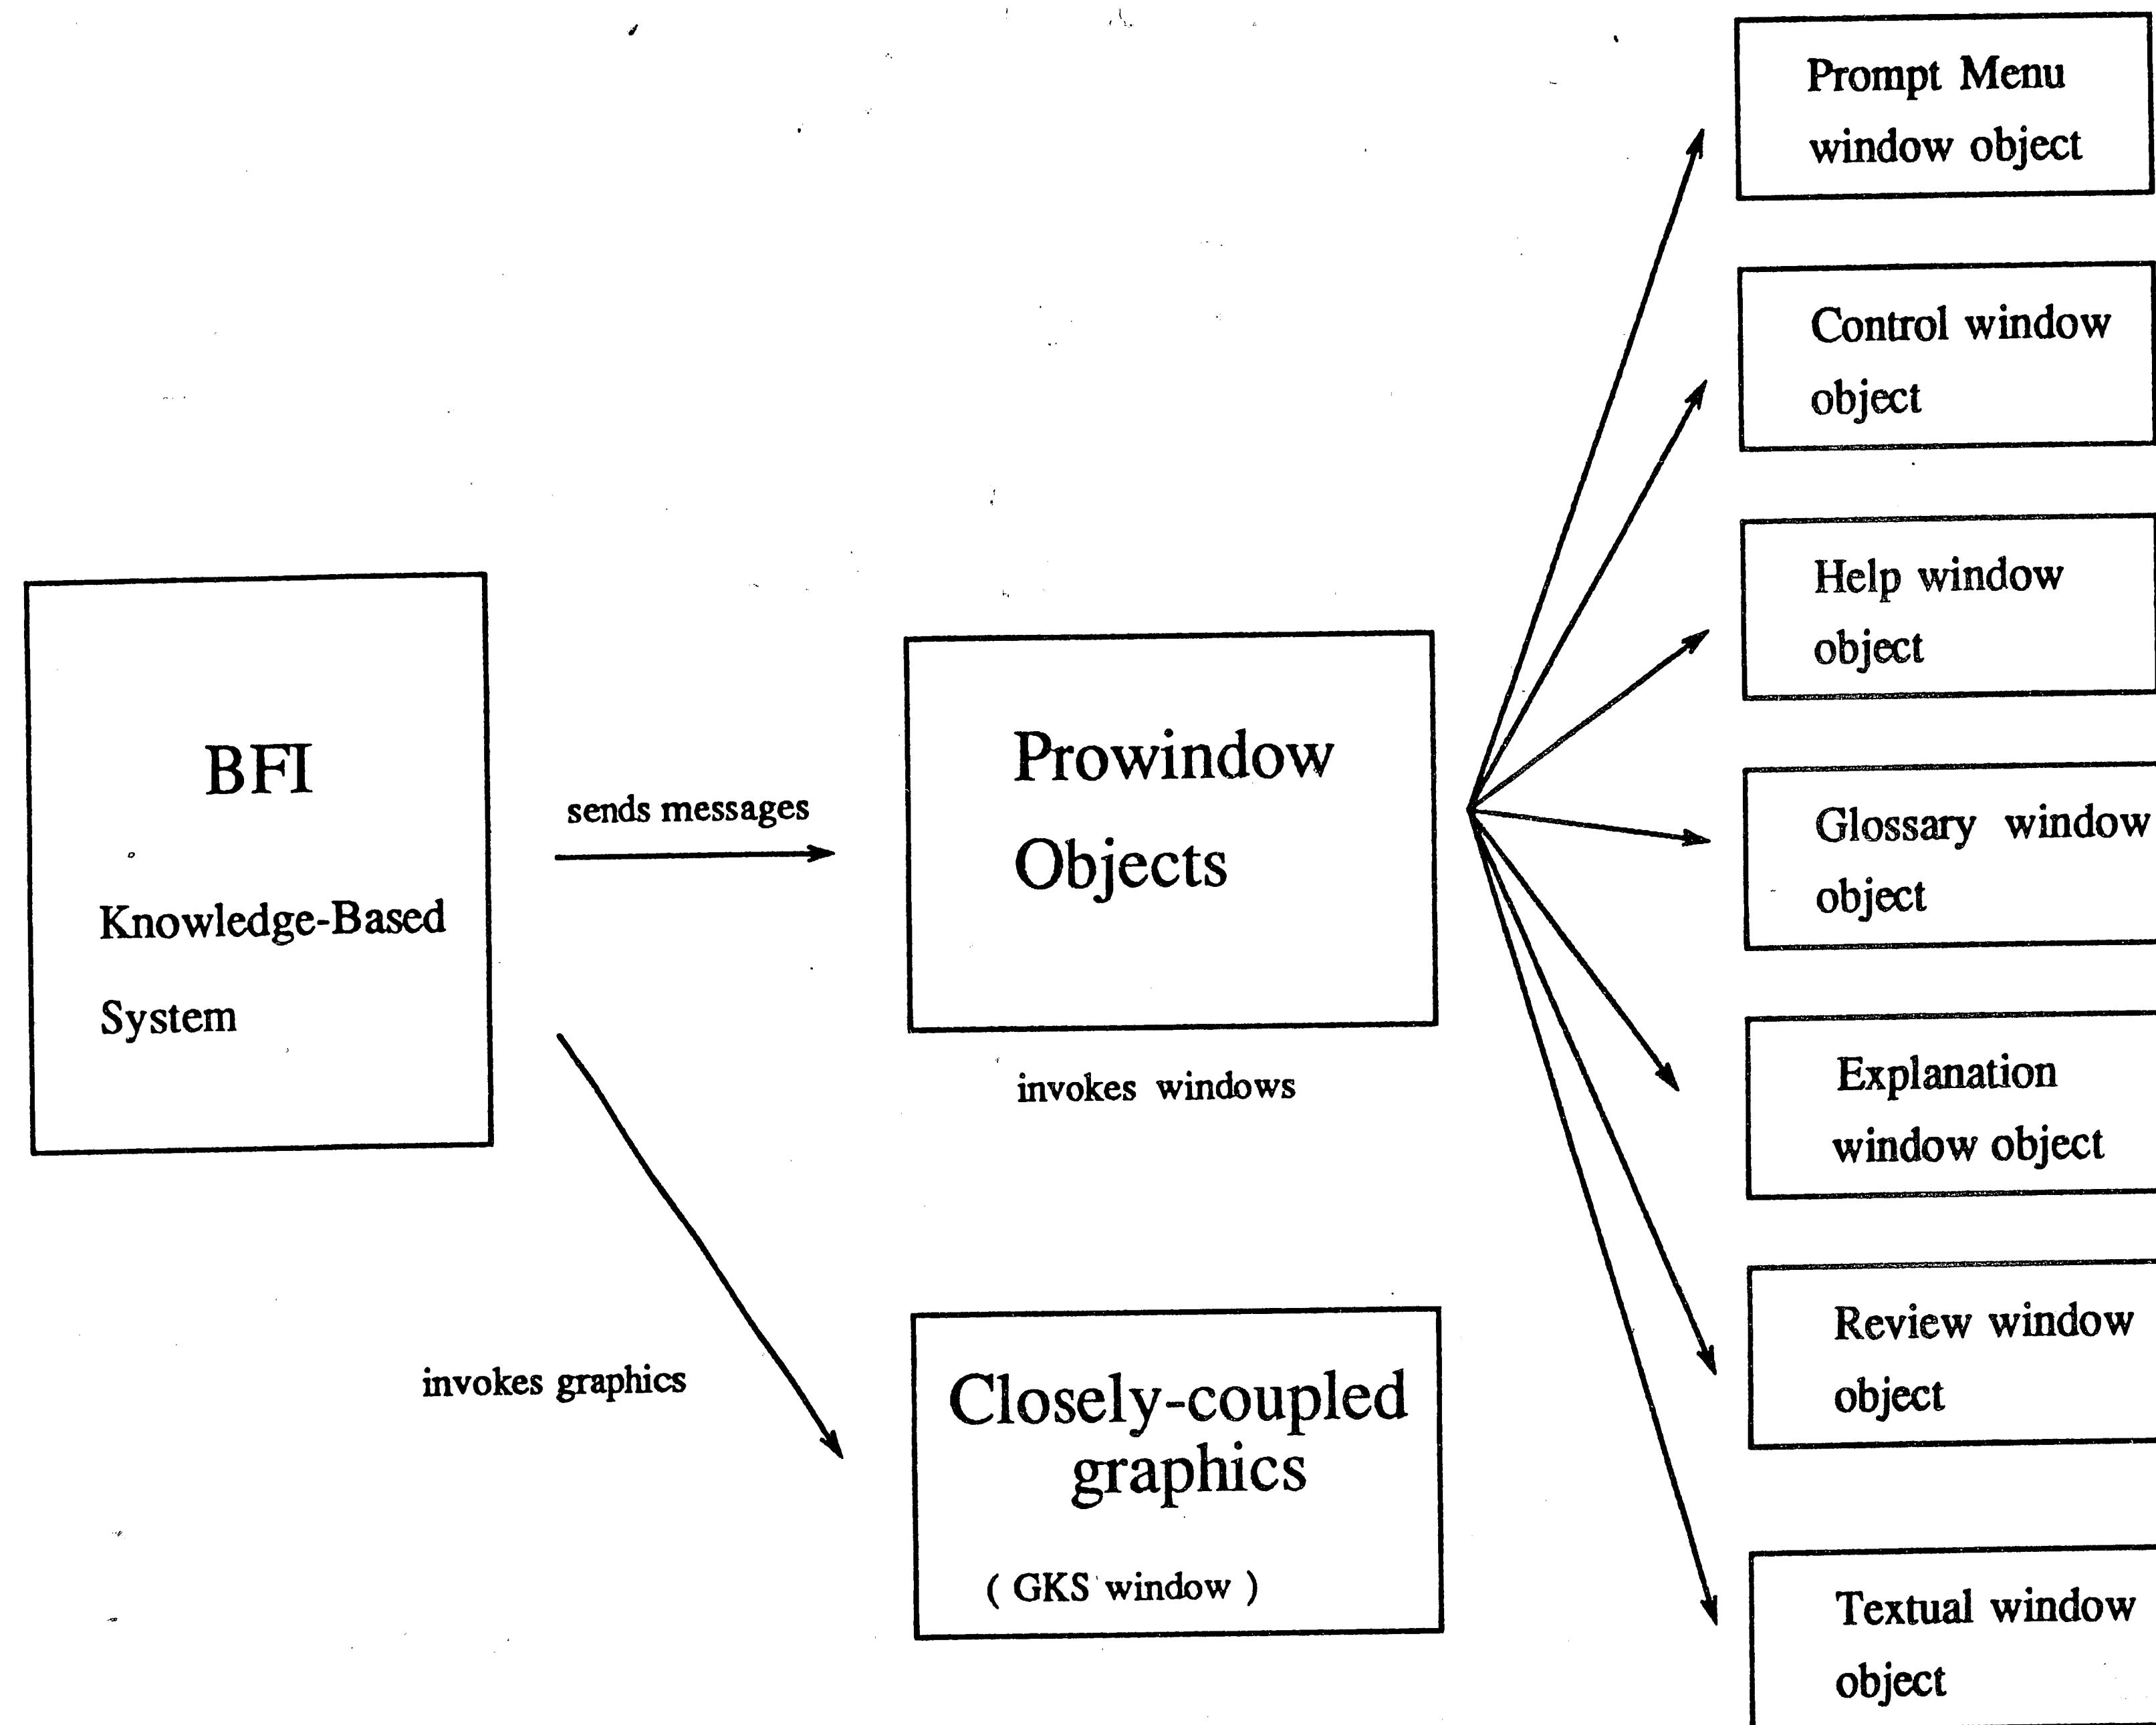 BFI
Knowledge-Based
System
sends messages
invokes graphics
Prowindow
Objects
invokes windows
Closely-coupled
graphics
( GKS window )
Prompt Menu
window object
Control window
object
Help window
object
Glossary window
object
Explanation
window object
Review window
object
Textual window
object